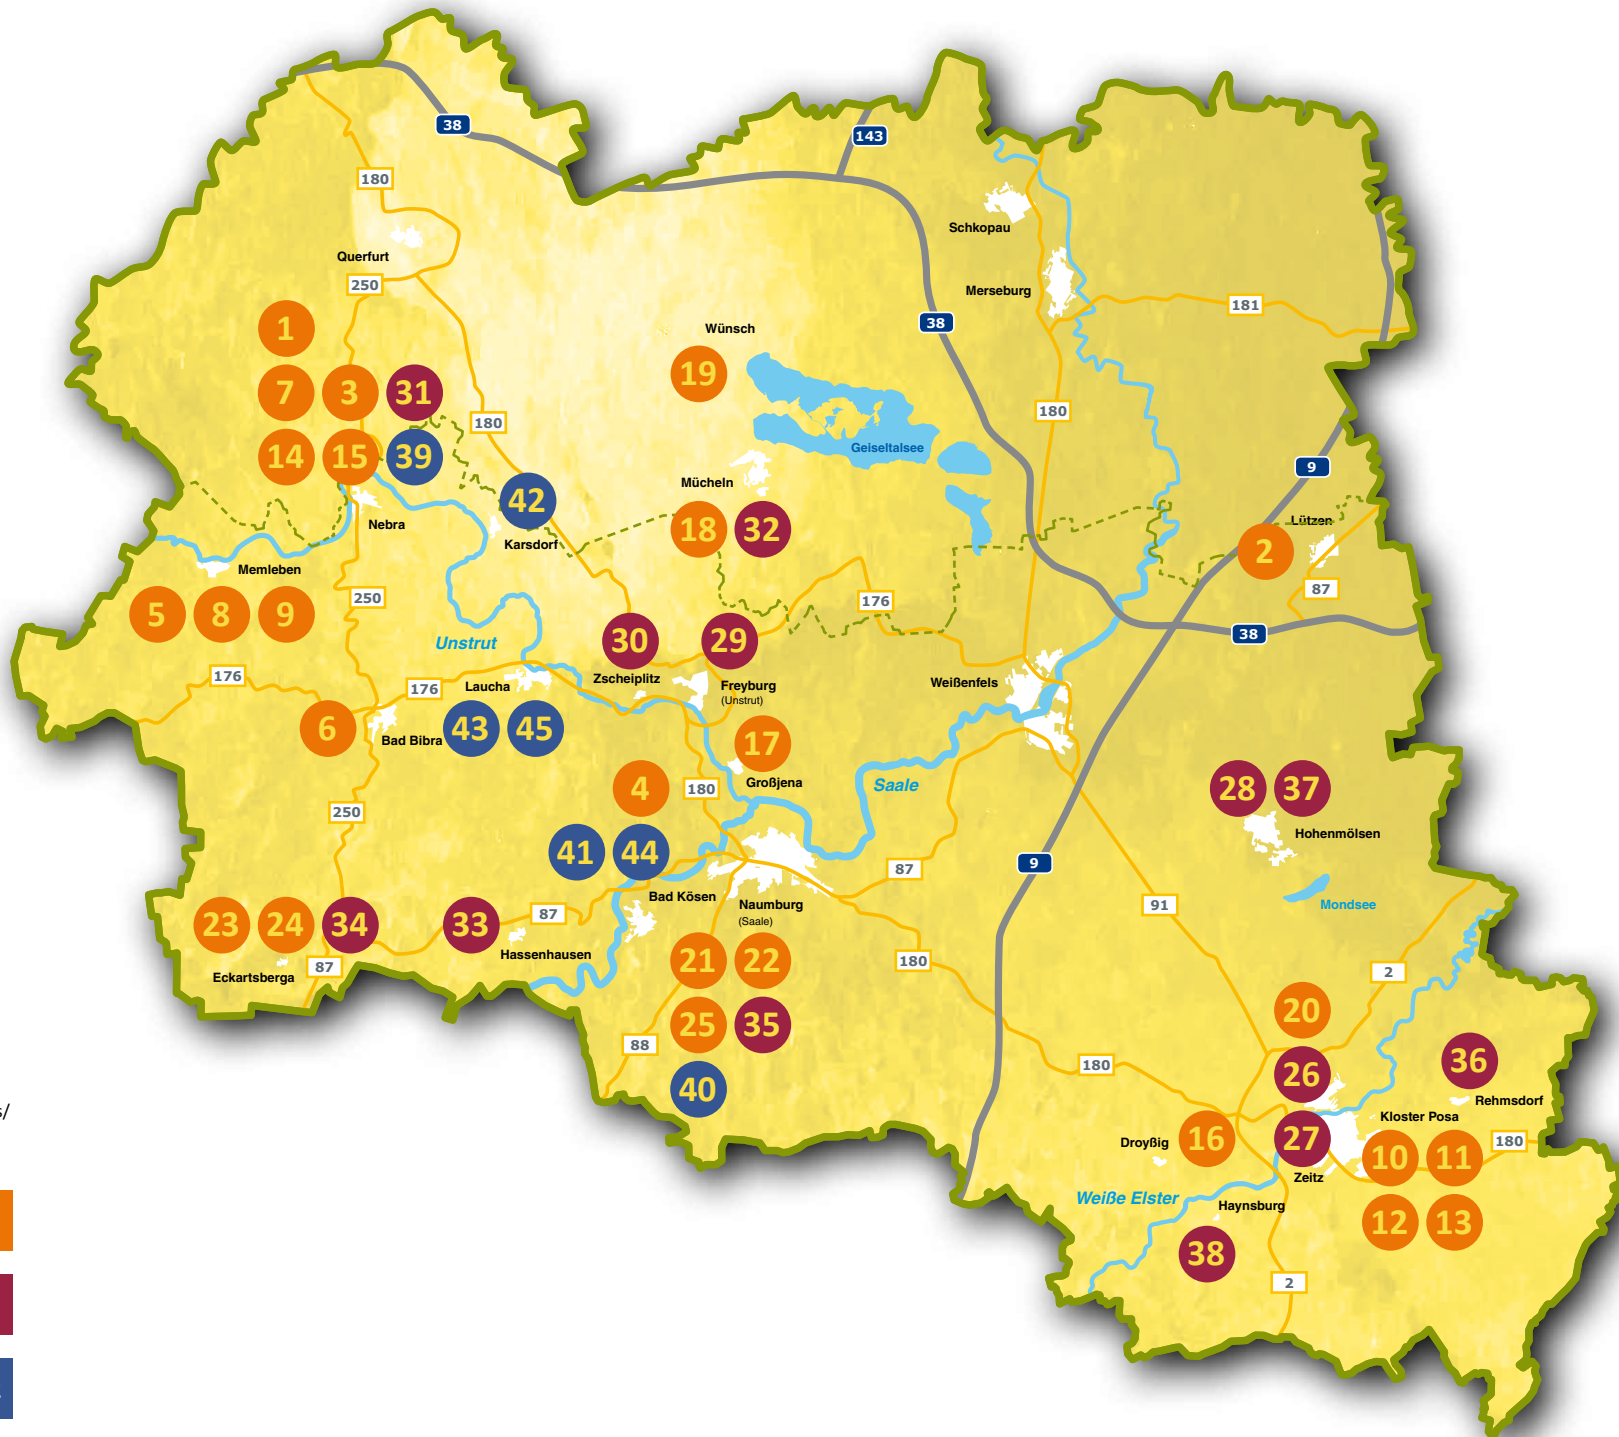 38
143
180
Schkopau
Querfurt
250
Merseburg
181
1
Wünsch
38
19
7 3 31
180
180
14 15 39
Geiseltalsee
9
Mücheln
42
Nebra
18 32
Lützen
Karsdorf
2
Memleben
87
250
176
5 8 9
38
Unstrut
30 29
176
Zscheiplitz
Laucha
176
Freyburg
(Unstrut)
Weißenfels
6
Bad Bibra
43 45
17
Großjena
4
180
Saale
28 37
250
Hohenmölsen
41 44
9
87
Bad Kösen
Naumburg
(Saale)
91
Mondsee
23 24 34
33
87
Hassenhausen
Eckartsberga
87
21 22
180
2
20
25 35
88
180
36
26
40
Rehmsdorf
s/
Kloster Posa
Droyßig
16
27
180
10 11
Zeitz
Weiße Elster
Haynsburg
12 13
38
2